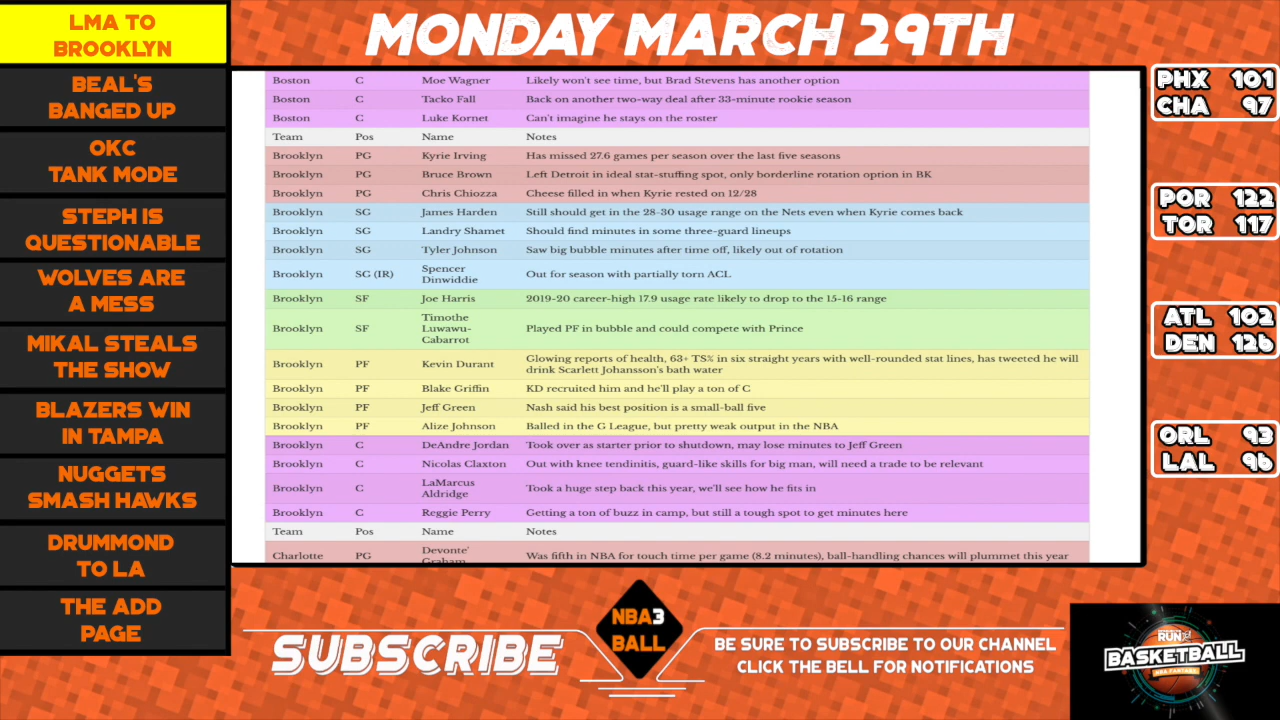 LMA TO
BROOKLYN
BEAL'S
BANGED UP
OKC
TANK MODE
STEPH IS
QUESTIONABLE
WOLVES ARE
A MESS
MIKAL STEALS
THE SHOW
BLAZERS WIN
IN TAMPA
NUGGETS
SMASH HAWKS
DRUMMOND
TO LA
THE ADD
PAGE
MONDAY MARCH 29TH
Boston C Moe Wagner Likely won't see time, but Brad Stevens has another option
Boston C Tacko Fall Back on another two-way deal after 33-minute rookie season
Boston C Luke Kornet Can't imagine he stays on the roster
Team Pos Name Notes
Brooklyn PG Kyrie Irving Has missed 27.6 games per season over the last five seasons
Brooklyn PG Bruce Brown Left Detroit in ideal stat-stuffing spot, only borderline rotation option in BK
Brooklyn PG Chris Chiozza Cheese filled in when Kyrie rested on 12/28
Brooklyn SG James Harden Still should get in the 28-30 usage range on the Nets even when Kyrie comes back
Brooklyn SG Landry Shamet Should find minutes in some three-guard lineups
Brooklyn SG Tyler Johnson Saw big bubble minutes after time off, likely out of rotation
Brooklyn SG (IR) Spencer
Dinwiddie Out for season with partially torn ACL
Brooklyn SF Joe Harris 2019-20 career-high 17.9 usage rate likely to drop to the 15-16 range
Brooklyn SF Timothe
Luwawu-
Cabarrot Played PF in bubble and could compete with Prince
Brooklyn PF Kevin Durant Glowing reports of health, 63+ TS% in six straight years with well-rounded stat lines, has tweeted he will
drink Scarlett Johansson's bath water
Brooklyn PF Blake Griffin KD recruited him and he'll play a ton of C
Brooklyn PF Jeff Green Nash said his best position is a small-ball five
Brooklyn PF Alize Johnson Balled in the G League, but pretty weak output in the NBA
Brooklyn C DeAndre Jordan Took over as starter prior to shutdown, may lose minutes to Jeff Green
Brooklyn C Nicolas Claxton Out with knee tendinitis, guard-like skills for big man, will need a trade to be relevant
Brooklyn C LaMarcus
Aldridge Took a huge step back this year, we'll see how he fits in
Brooklyn C Reggie Perry Getting a ton of buzz in camp, but still a tough spot to get minutes here
Team Pos Name Notes
Charlotte PG Devonte'
Graham Was fifth in NBA for touch time per game (8.2 minutes), ball-handling chances will plummet this year
PHX 101
CHA 97
POR 122
TOR 117
ATL 102
DEN 126
ORL 93
LAL 96
SUBSCRIBE
NBA3
BALL
BE SURE TO SUBSCRIBE TO OUR CHANNEL
CLICK THE BELL FOR NOTIFICATIONS
RUN
BASKETBALL
NBA FANTASY